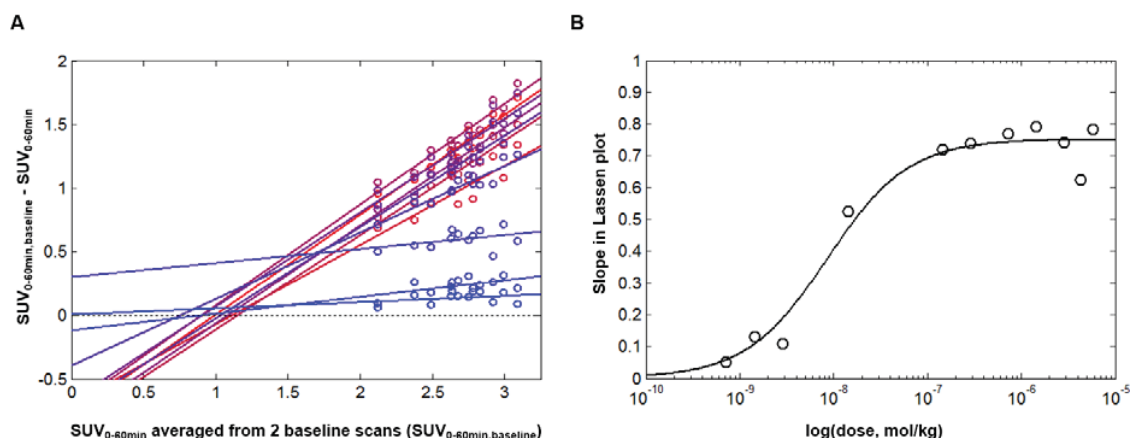 A
B
SUV0-60min,baseline - SUV0-60min
2
1.5
1
0.5
0
-0.5
0 0.5 1 1.5 2 2.5 3
SUV0-60min averaged from 2 baseline scans (SUV0-60min,baseline)
Slope in Lassen plot
1
0.9
0.8
0.7
0.6
0.5
0.4
0.3
0.2
0.1
0
10-10 10-9 10-8 10-7 10-6 10-5
log(dose, mol/kg)